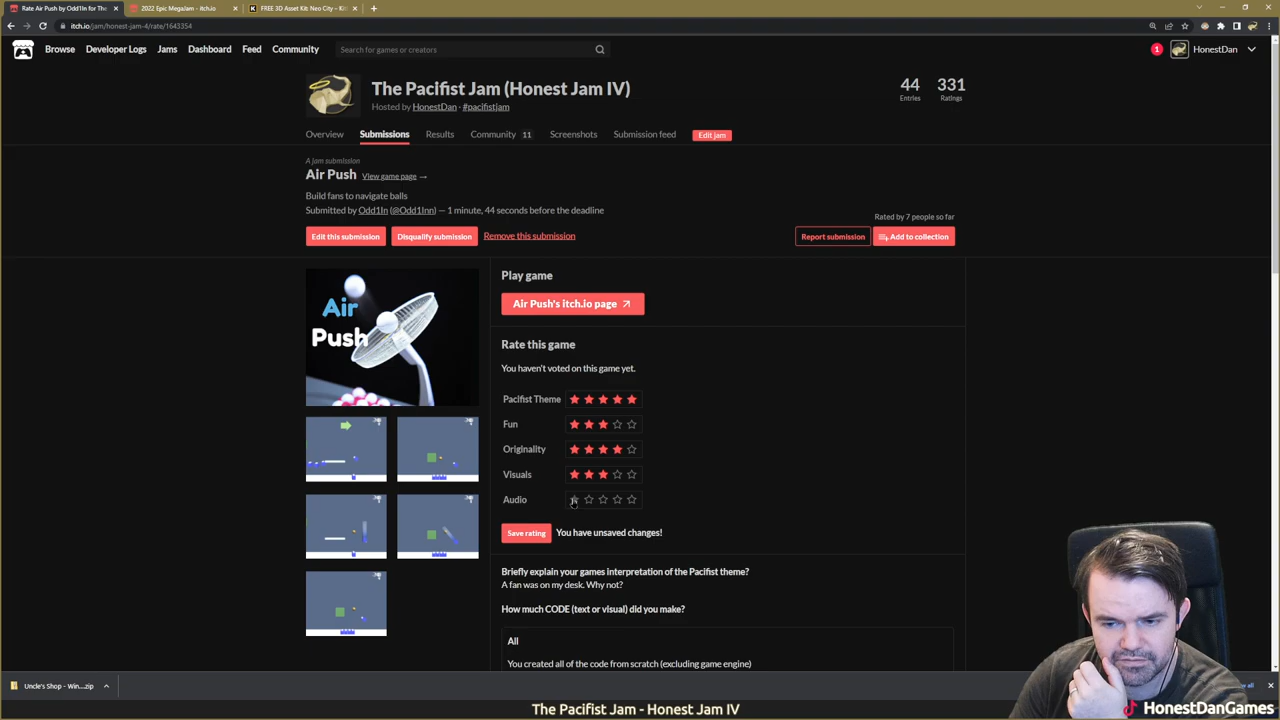 Rate Air Push by Odd1In for The
2022 Epic MegaJam - itch.io
FREE 3D Asset Kit: Neo City – Kit
itch.io/jam/honest-jam-4/rate/1643354
Browse
Developer Logs
Jams
Dashboard
Feed
Community
Search for games or creators
1
HonestDan
The Pacifist Jam (Honest Jam IV)
Hosted by HonestDan · #pacifistjam
44
Entries
331
Ratings
Overview
Submissions
Results
Community 11
Screenshots
Submission feed
Edit jam
A jam submission
Air Push View game page →
Build fans to navigate balls
Submitted by Odd1In (@Odd1Inn) — 1 minute, 44 seconds before the deadline
Rated by 7 people so far
Edit this submission
Disqualify submission
Remove this submission
Report submission
Add to collection
Air
Push
Play game
Air Push's itch.io page
Rate this game
You haven't voted on this game yet.
Pacifist Theme
Fun
Originality
Visuals
Audio
Save rating
You have unsaved changes!
Briefly explain your games interpretation of the Pacifist theme?
A fan was on my desk. Why not?
How much CODE (text or visual) did you make?
All
You created all of the code from scratch (excluding game engine)
Uncle's Shop - Win....zip
The Pacifist Jam - Honest Jam IV
HonestDanGames